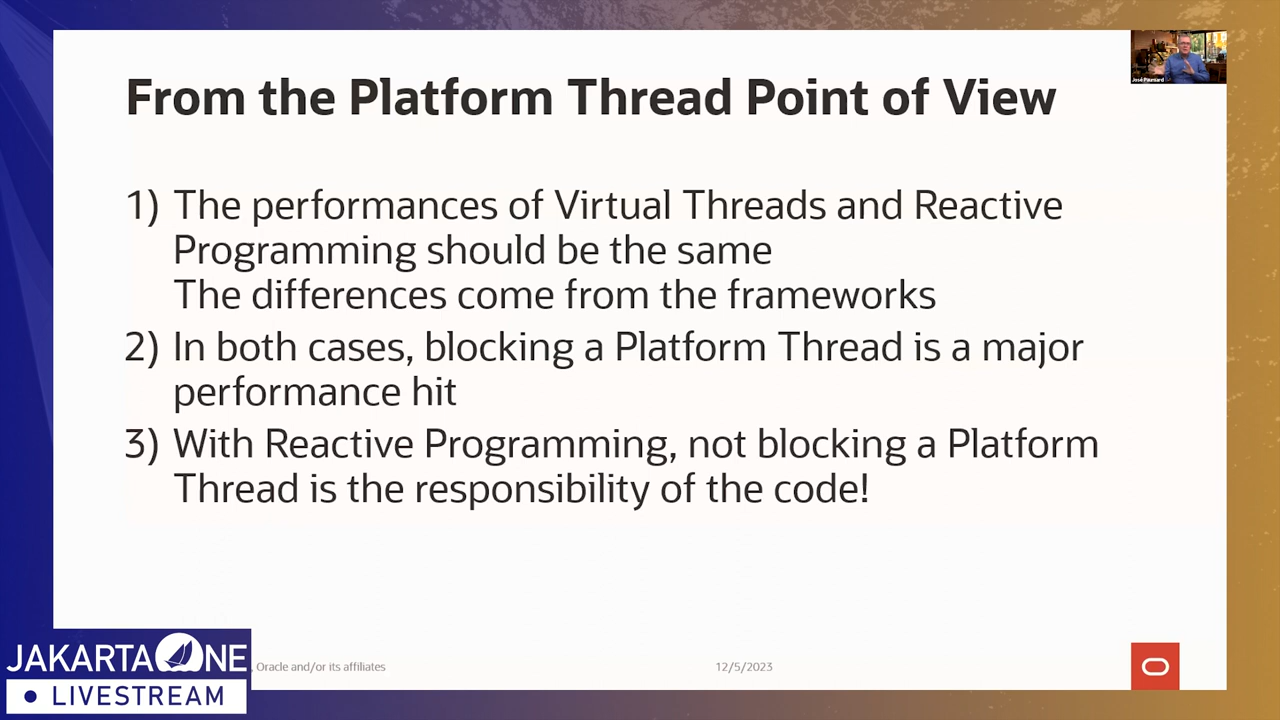 From the Platform Thread Point of View
José Paumard
1) The performances of Virtual Threads and Reactive
Programming should be the same
The differences come from the frameworks
2) In both cases, blocking a Platform Thread is a major
performance hit
3) With Reactive Programming, not blocking a Platform
Thread is the responsibility of the code!
JAKARTA ONE
LIVESTREAM
, Oracle and/or its affiliates
12/5/2023